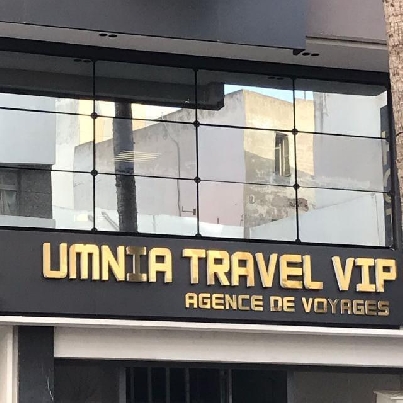 UMNIA TRAVEL VIP
AGENCE DE VOYAGES